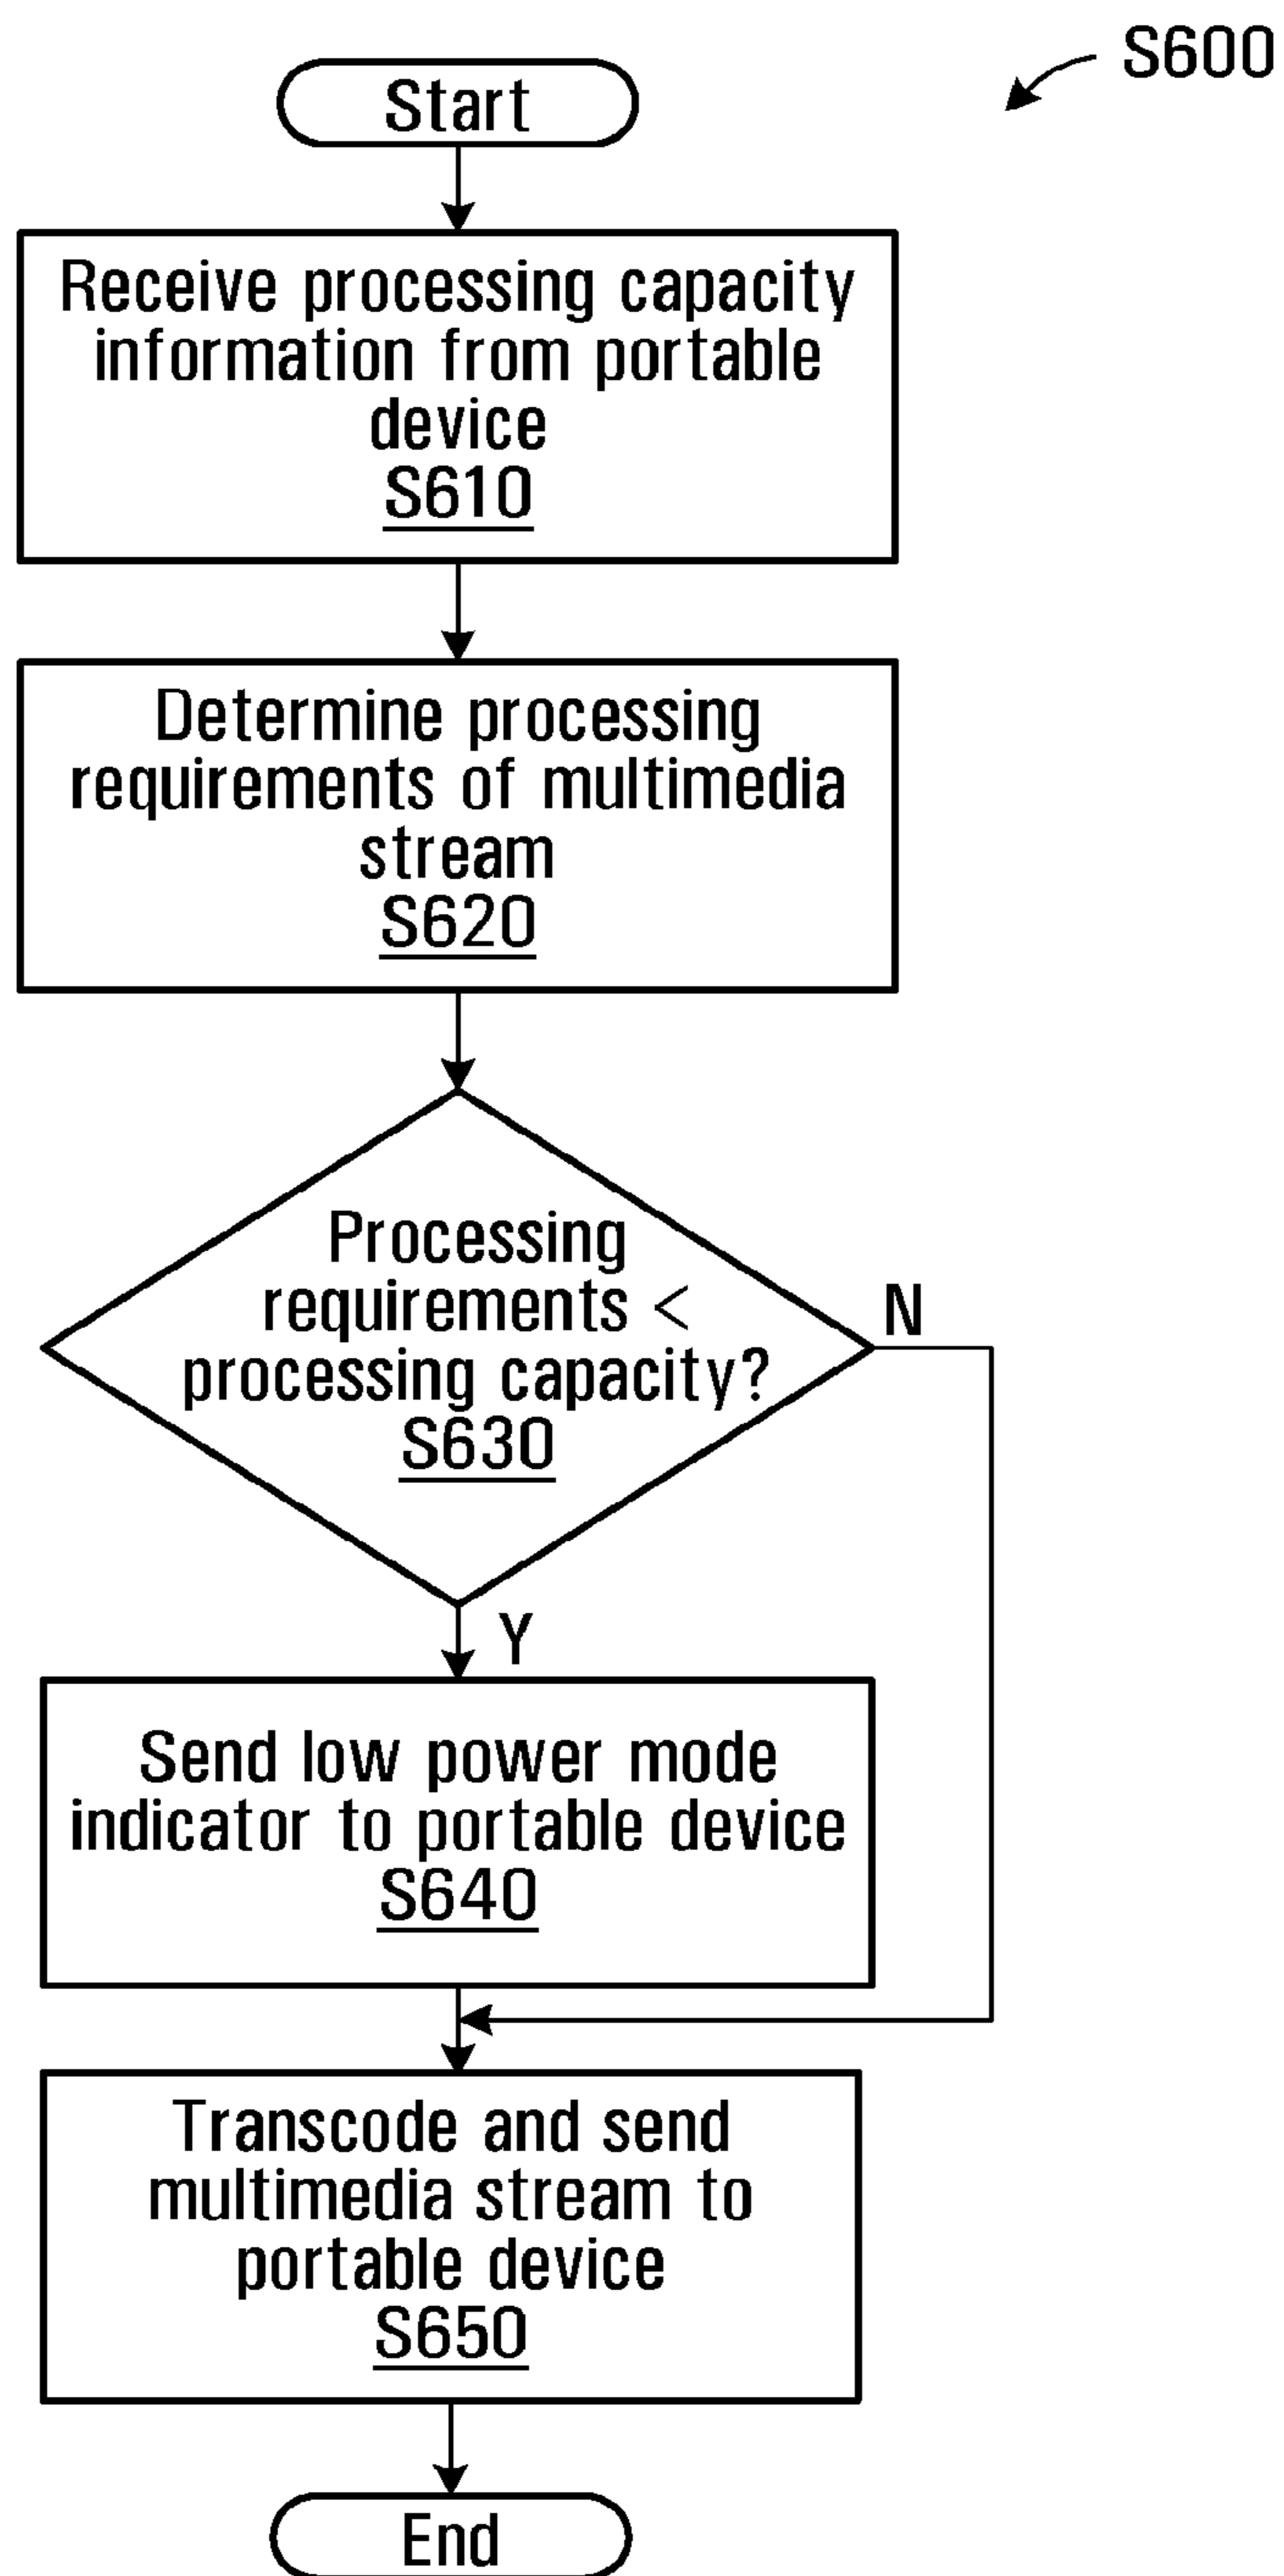 S600
Start
Receive processing capacity
information from portable
device
S610
Determine processing
requirements of multimedia
stream
S620
Processing
requirements <
processing capacity?
S630
N
Y
Send low power mode
indicator to portable device
S640
Transcode and send
multimedia stream to
portable device
S650
End